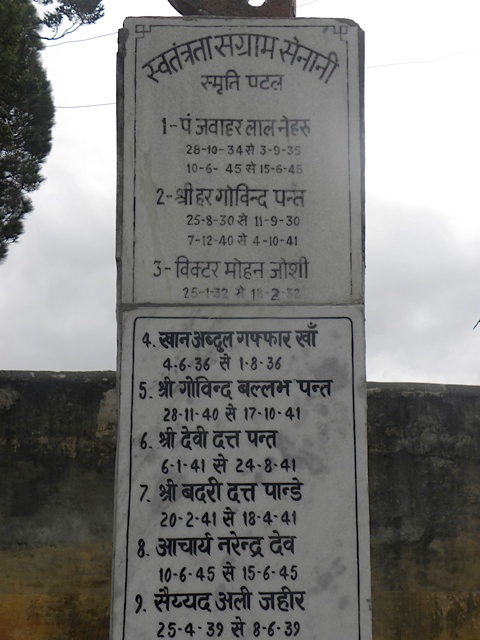 स्वतंत्रता सग्राम सेनानी
स्मृति पटल
1- पं जवाहर लाल नेहरु
28-10-34 से 3-9-35
10-6- 45 से 15-6-45
2- श्री हर गोविन्द पन्त
25-8-30 से 11-9-30
7-12-40 से 4-10-41
3- विक्टर मोहन जोशी
25-1-32 से 18-2-32
4. खान अब्दुल गफ्फार खाँ
4-6-36 से 1-8-36
5. श्री गोविन्द बल्लभ पन्त
28-11-40 से 17-10-41
6. श्री देवी दत्त पन्त
6-1-41 से 24-8-41
7. श्री बदरी दत्त पान्डे
20-2-41 से 18-4-41
8. आचार्य नरेन्द्र देव
10-6-45 से 15-6-45
9. सैय्यद अली जहीर
25-4-39 से 8-6-39